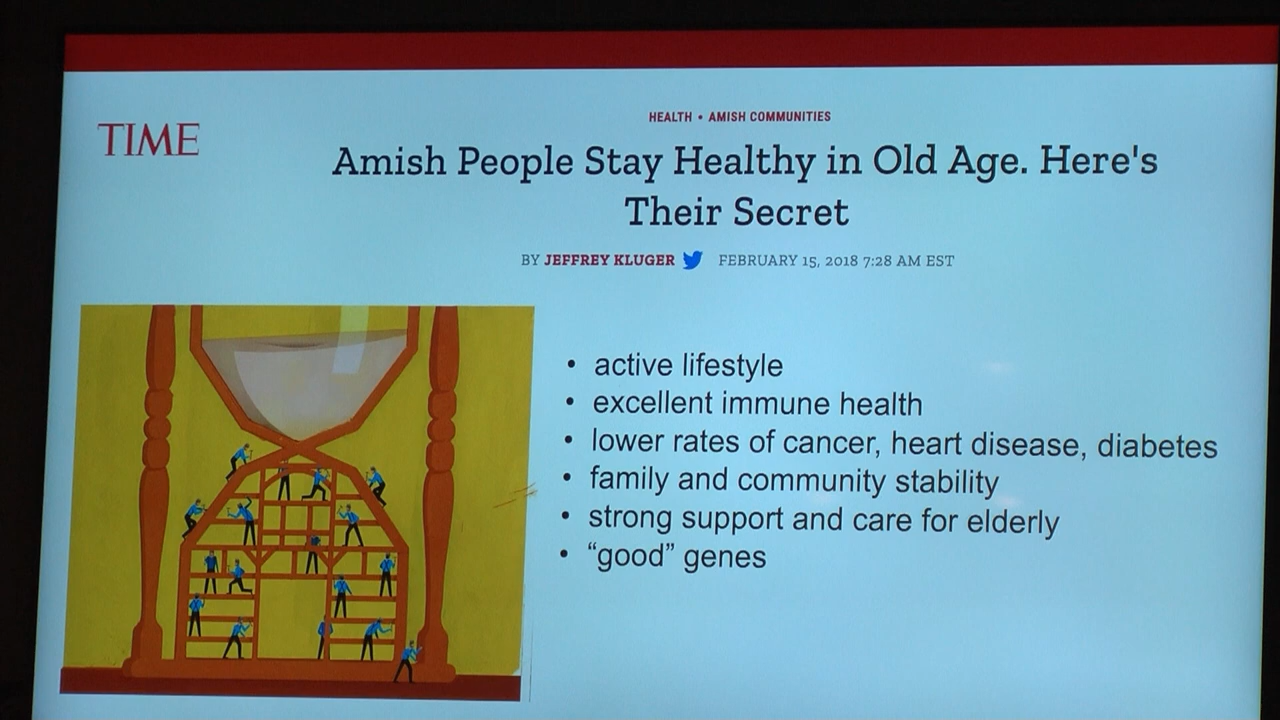 TIME
HEALTH • AMISH COMMUNITIES
Amish People Stay Healthy in Old Age. Here's
Their Secret
BY JEFFREY KLUGER FEBRUARY 15, 2018 7:28 AM EST
• active lifestyle
• excellent immune health
• lower rates of cancer, heart disease, diabetes
• family and community stability
• strong support and care for elderly
• “good” genes